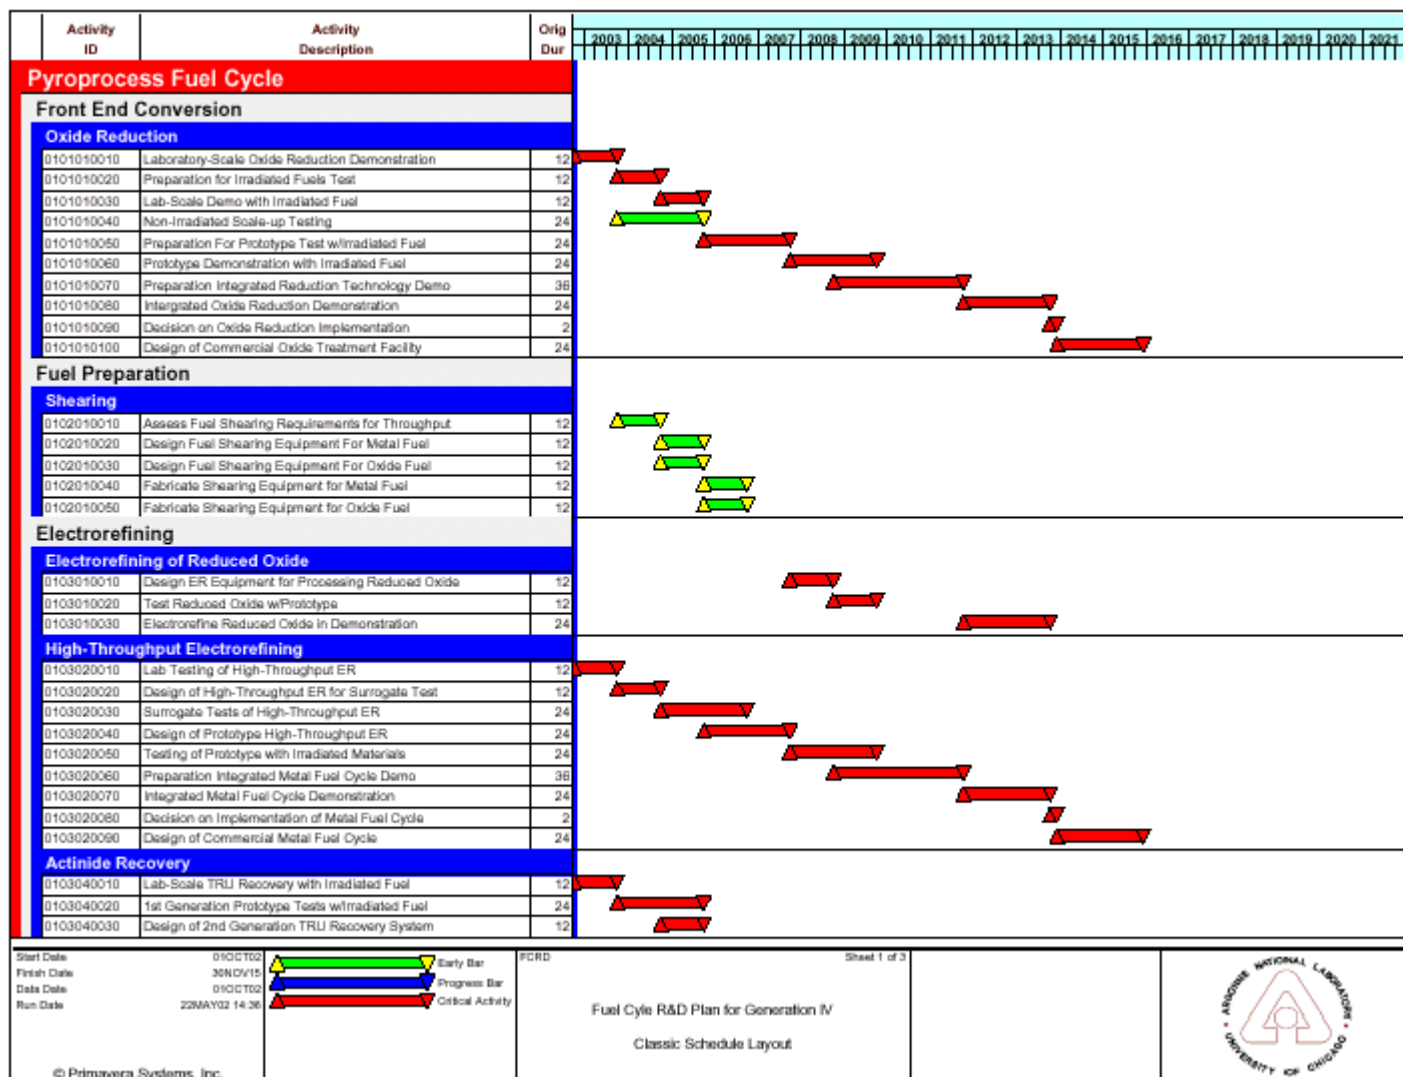 Activity ID Activity Description Orig Dur 2003 2004 2005 2006 2007 2008 2009 2010 2011 2012 2013 2014 2015 2016 2017 2018 2019 2020 2021
Pyroprocess Fuel Cycle
Front End Conversion
Oxide Reduction
0101010010 Laboratory-Scale Oxide Reduction Demonstration 12
0101010020 Preparation for Irradiated Fuels Test 12
0101010030 Lab-Scale Demo with Irradiated Fuel 12
0101010040 Non-Irradiated Scale-up Testing 24
0101010050 Preparation For Prototype Test w/Irradiated Fuel 24
0101010060 Prototype Demonstration with Irradiated Fuel 24
0101010070 Preparation Integrated Reduction Technology Demo 36
0101010080 Intergrated Oxide Reduction Demonstration 24
0101010090 Decision on Oxide Reduction Implementation 2
0101010100 Design of Commercial Oxide Treatment Facility 24
Fuel Preparation
Shearing
0102010010 Assess Fuel Shearing Requirements for Throughput 12
0102010020 Design Fuel Shearing Equipment For Metal Fuel 12
0102010030 Design Fuel Shearing Equipment For Oxide Fuel 12
0102010040 Fabricate Shearing Equipment for Metal Fuel 12
0102010050 Fabricate Shearing Equipment for Oxide Fuel 12
Electrorefining
Electrorefining of Reduced Oxide
0103010010 Design ER Equipment for Processing Reduced Oxide 12
0103010020 Test Reduced Oxide w/Prototype 12
0103010030 Electrorefine Reduced Oxide in Demonstration 24
High-Throughput Electrorefining
0103020010 Lab Testing of High-Throughput ER 12
0103020020 Design of High-Throughput ER for Surrogate Test 12
0103020030 Surrogate Tests of High-Throughput ER 24
0103020040 Design of Prototype High-Throughput ER 24
0103020050 Testing of Prototype with Irradiated Materials 24
0103020060 Preparation Integrated Metal Fuel Cycle Demo 36
0103020070 Integrated Metal Fuel Cycle Demonstration 24
0103020080 Decision on Implementation of Metal Fuel Cycle 2
0103020090 Design of Commercial Metal Fuel Cycle 24
Actinide Recovery
0103040010 Lab-Scale TRU Recovery with Irradiated Fuel 12
0103040020 1st Generation Prototype Tests w/Irradiated Fuel 24
0103040030 Design of 2nd Generation TRU Recovery System 12
Start Date 01OCT02
Finish Date 30NOV15
Data Date 01OCT02
Run Date 22MAY02 14:36
© Primavera Systems, Inc.
Early Bar
Progress Bar
Critical Activity
FCRD
Sheet 1 of 3
Fuel Cyle R&D Plan for Generation IV
Classic Schedule Layout
ARGONNE NATIONAL LABORATORY
UNIVERSITY OF CHICAGO